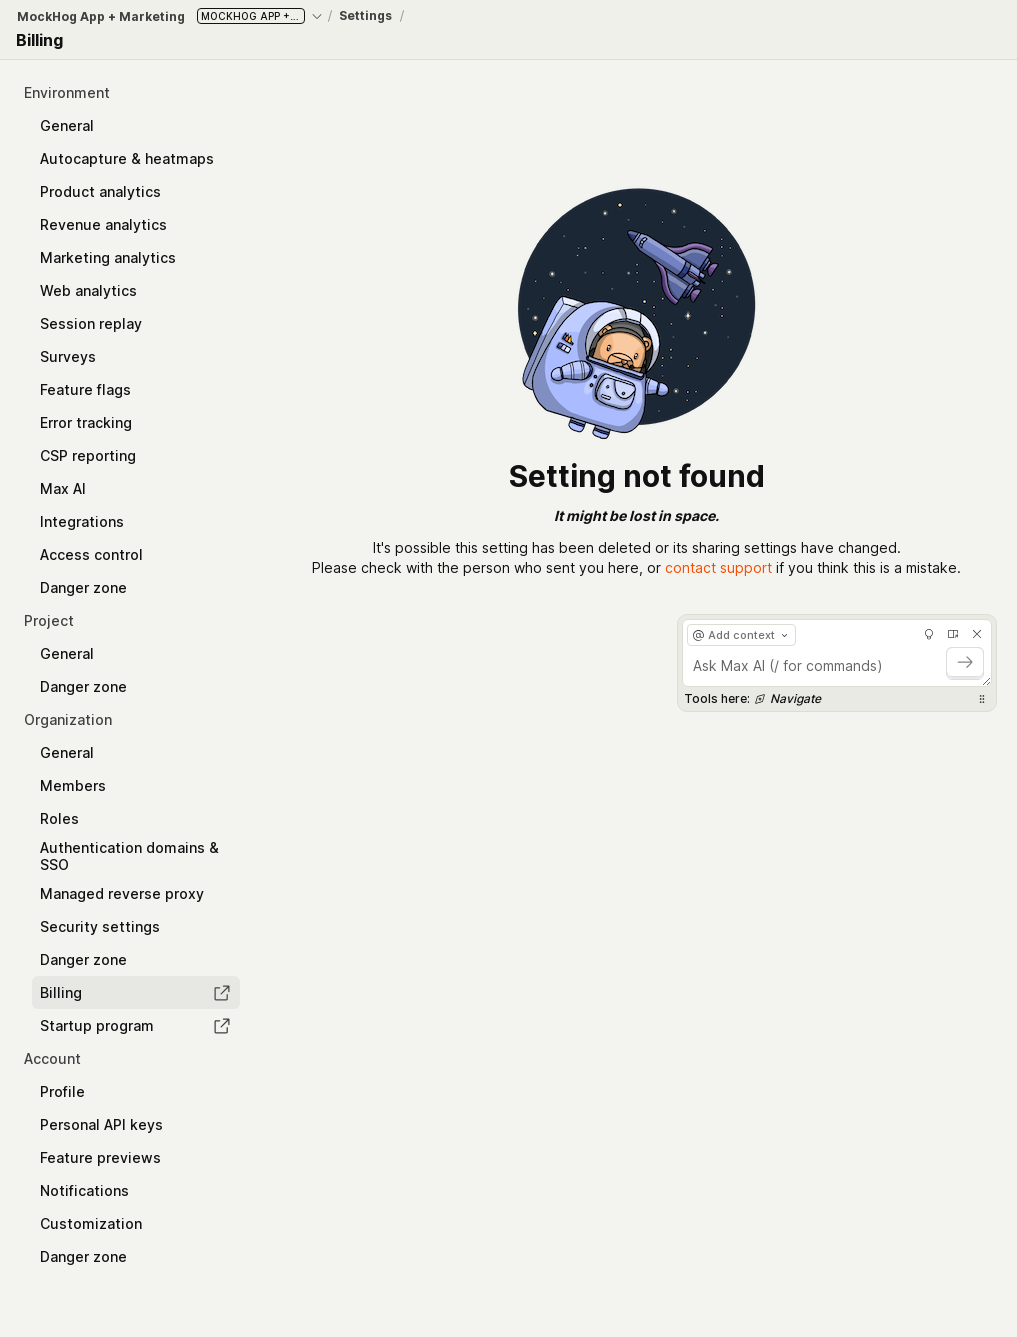 MockHog App + Marketing MOCKHOG APP +... / Settings /
Billing
Environment
General
Autocapture & heatmaps
Product analytics
Revenue analytics
Marketing analytics
Web analytics
Session replay
Surveys
Feature flags
Error tracking
CSP reporting
Max AI
Integrations
Access control
Danger zone
Project
General
Danger zone
Organization
General
Members
Roles
Authentication domains &
SSO
Managed reverse proxy
Security settings
Danger zone
Billing
Startup program
Account
Profile
Personal API keys
Feature previews
Notifications
Customization
Danger zone
Setting not found
It might be lost in space.
It's possible this setting has been deleted or its sharing settings have changed.
Please check with the person who sent you here, or contact support if you think this is a mistake.
@ Add context
Ask Max AI (/ for commands)
Tools here: Navigate